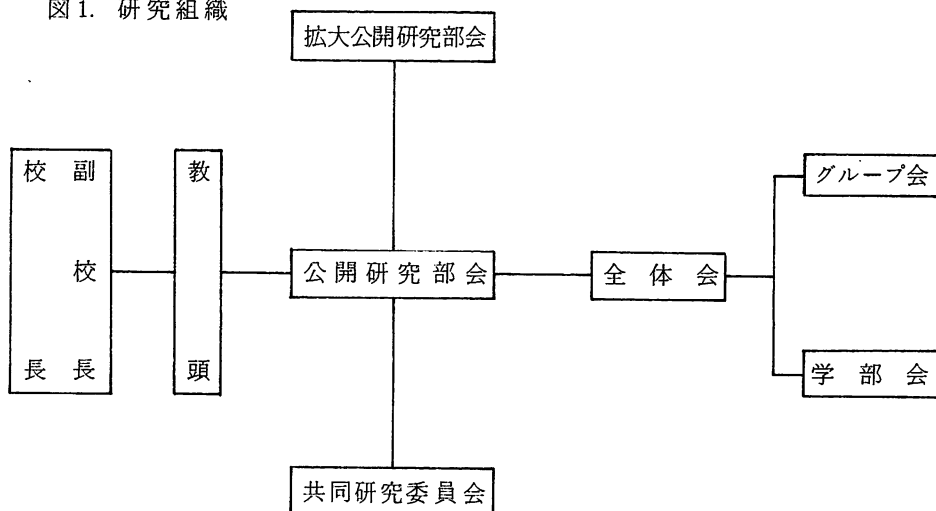 図1. 研究組織
拡大公開研究部会
副校長
校長
教頭
公開研究部会
全体会
グループ会
学部会
共同研究委員会